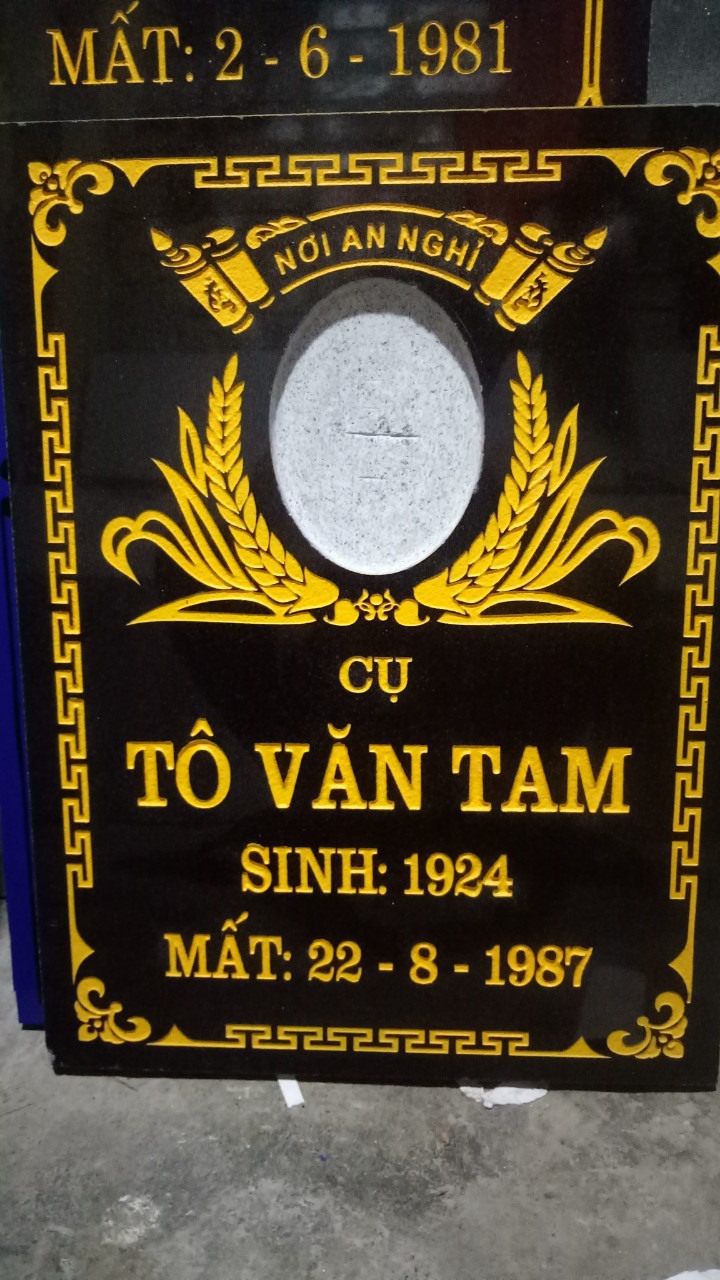 MẤT: 2 - 6 - 1981
NƠI AN NGHỈ
CỤ
TÔ VĂN TAM
SINH: 1924
MẤT: 22 - 8 - 1987